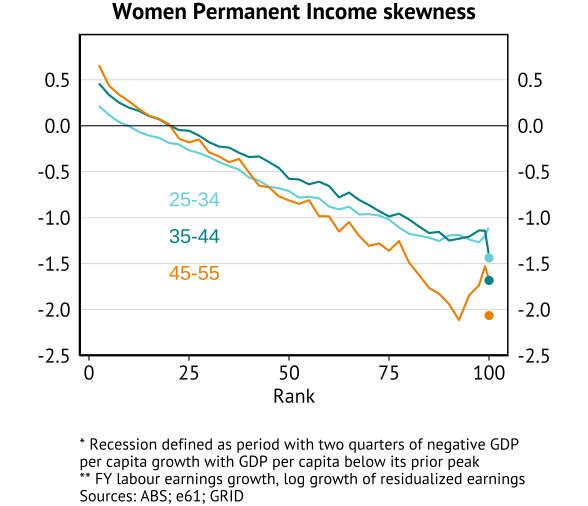 Women Permanent Income skewness
0.5 0.5
0.0 0.0
-0.5 -0.5
-1.0 -1.0
-1.5 -1.5
-2.0 -2.0
-2.5 -2.5
25-34
35-44
45-55
0 25 50 75 100
Rank
* Recession defined as period with two quarters of negative GDP
per capita growth with GDP per capita below its prior peak
** FY labour earnings growth, log growth of residualized earnings
Sources: ABS; e61; GRID